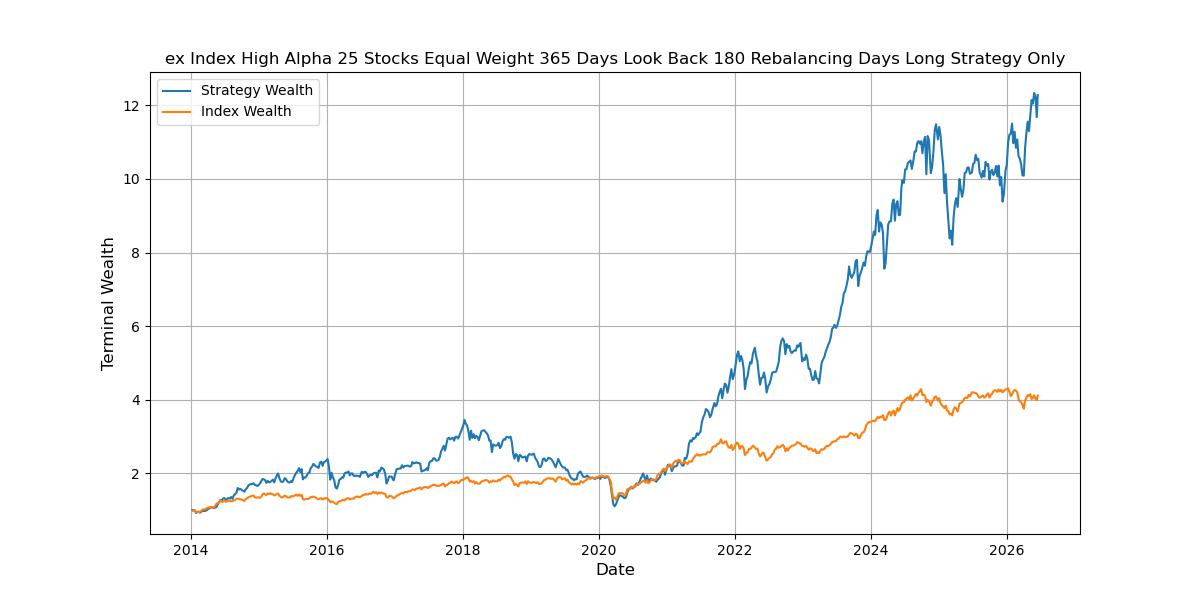 ex Index High Alpha 25 Stocks Equal Weight 365 Days Look Back 180 Rebalancing Days Long Strategy Only
Strategy Wealth
Index Wealth
Terminal Wealth
12
10
8
6
4
2
2014 2016 2018 2020 2022 2024 2026
Date